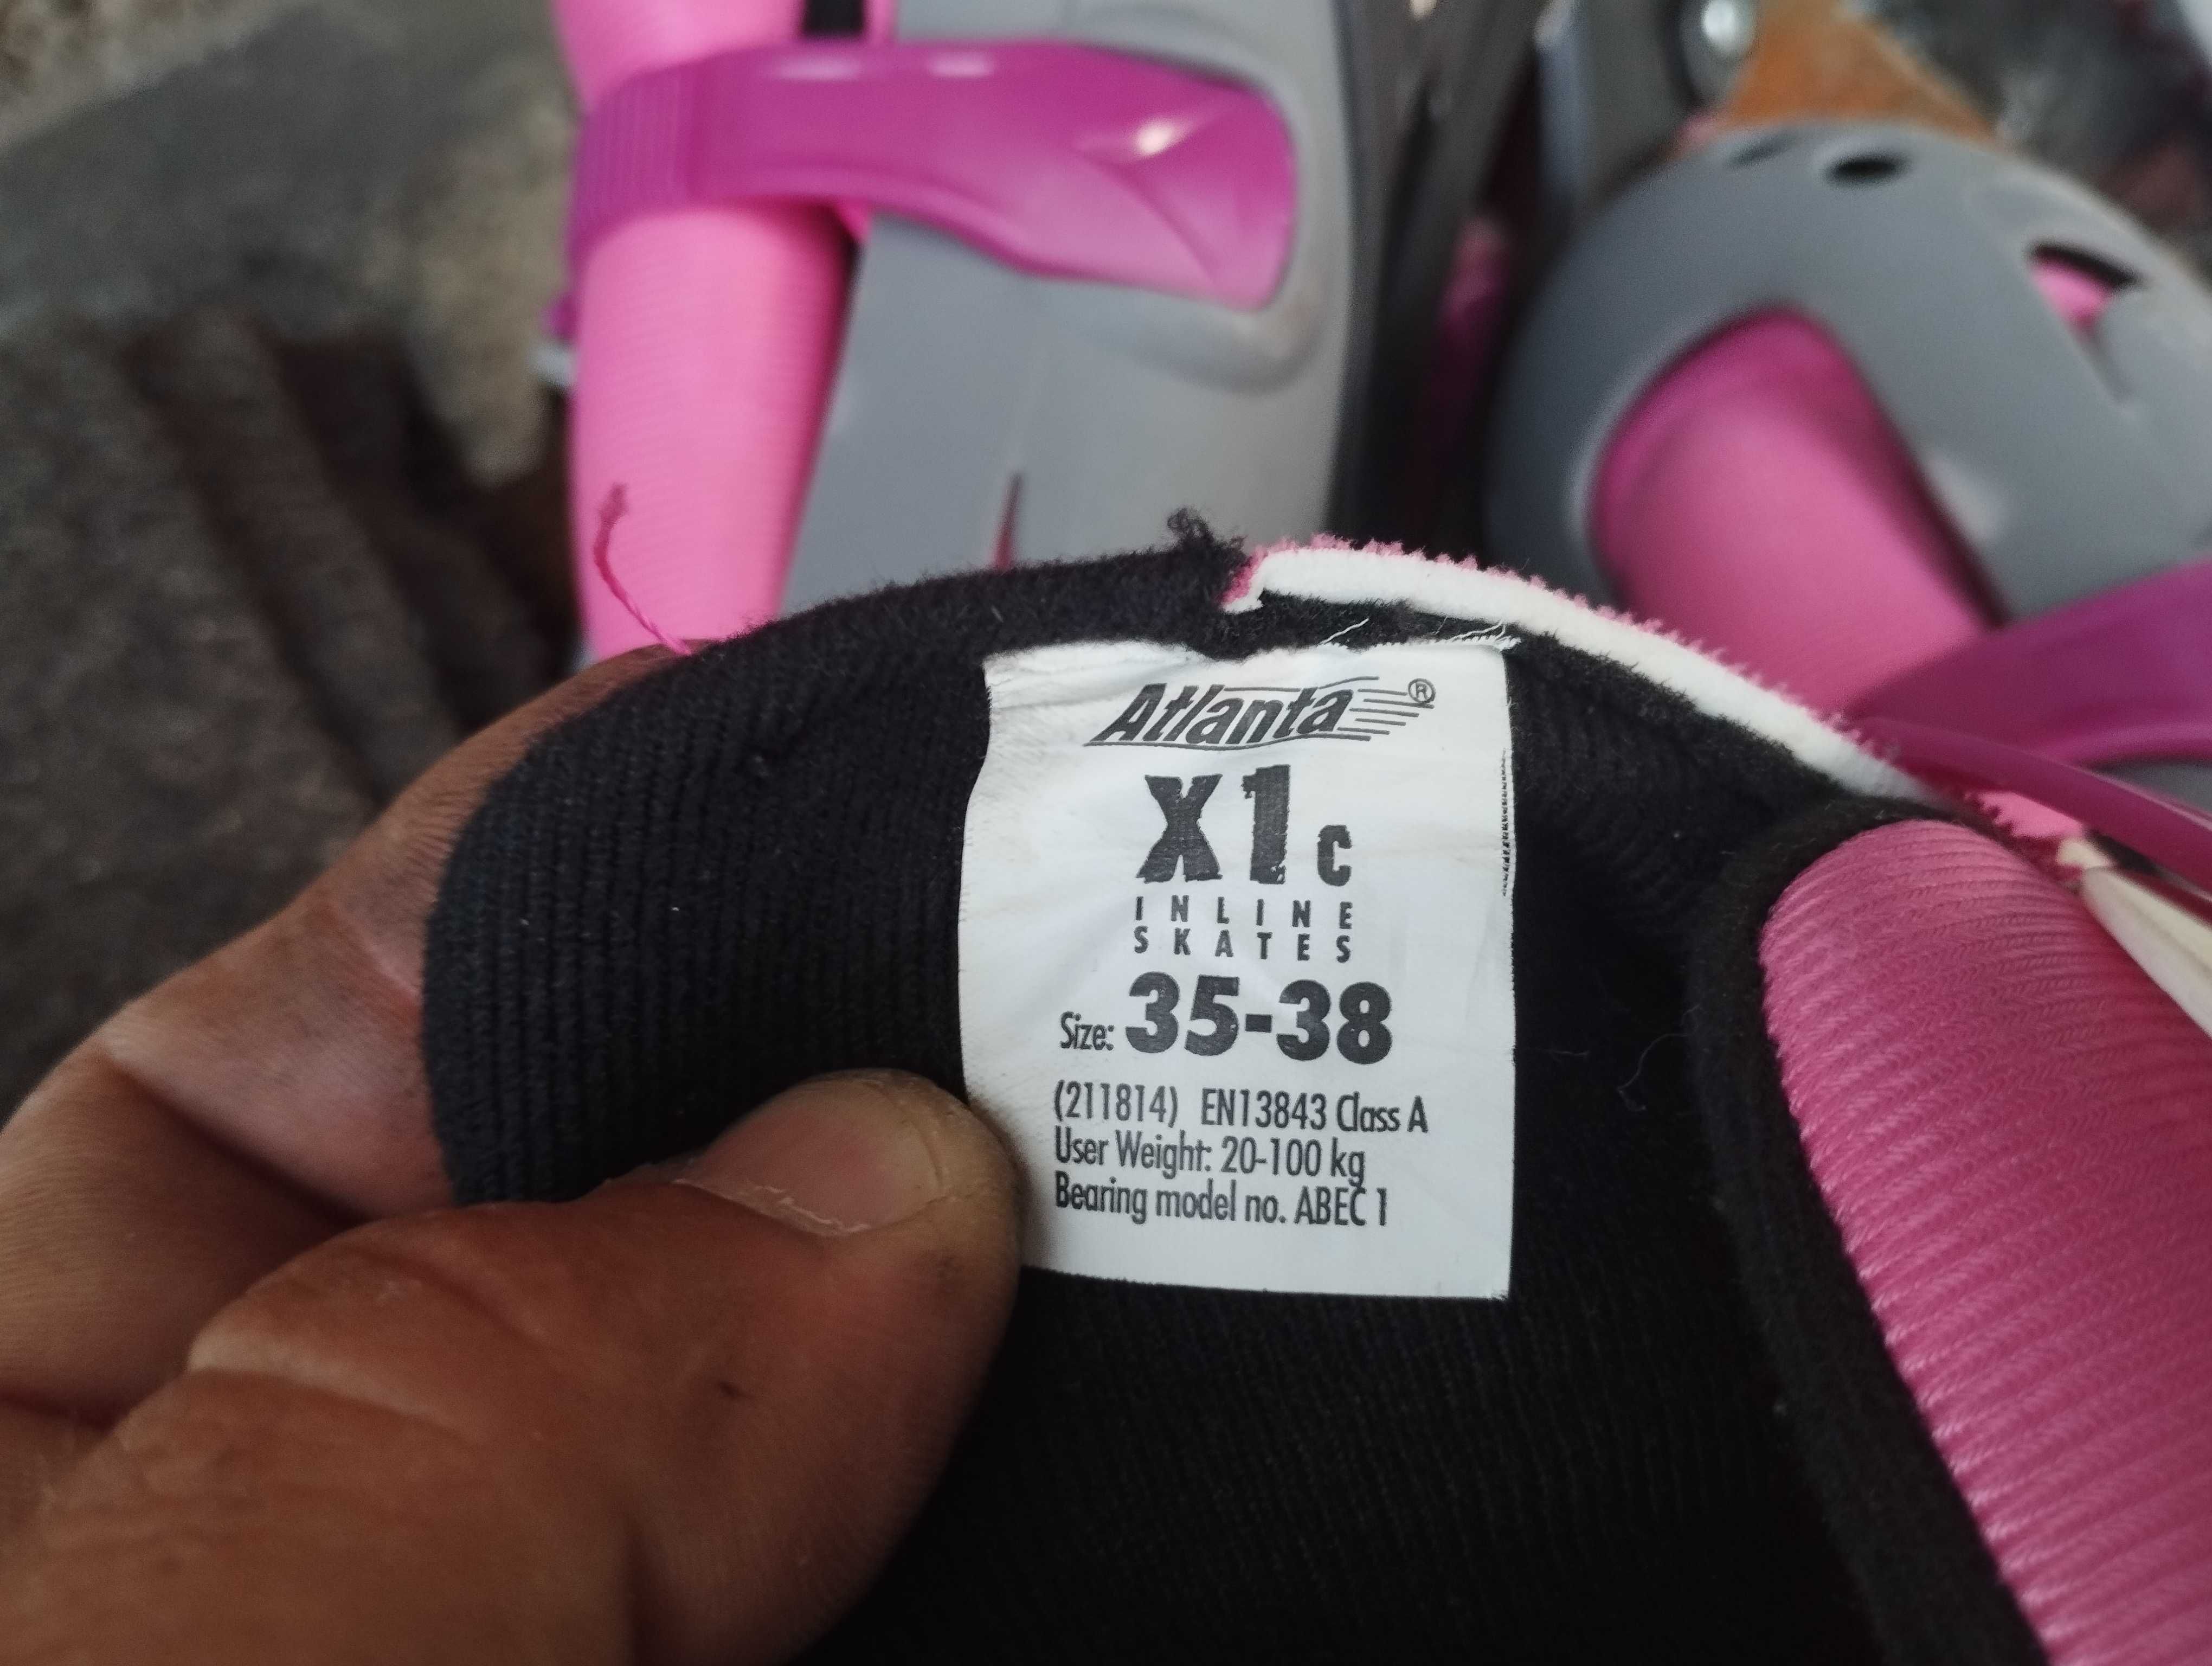 Atlanta®
X1c
INLINE
SKATES
Size: 35-38
(211814) EN13843 Class A
User Weight: 20-100 kg
Bearing model no. ABEC 1